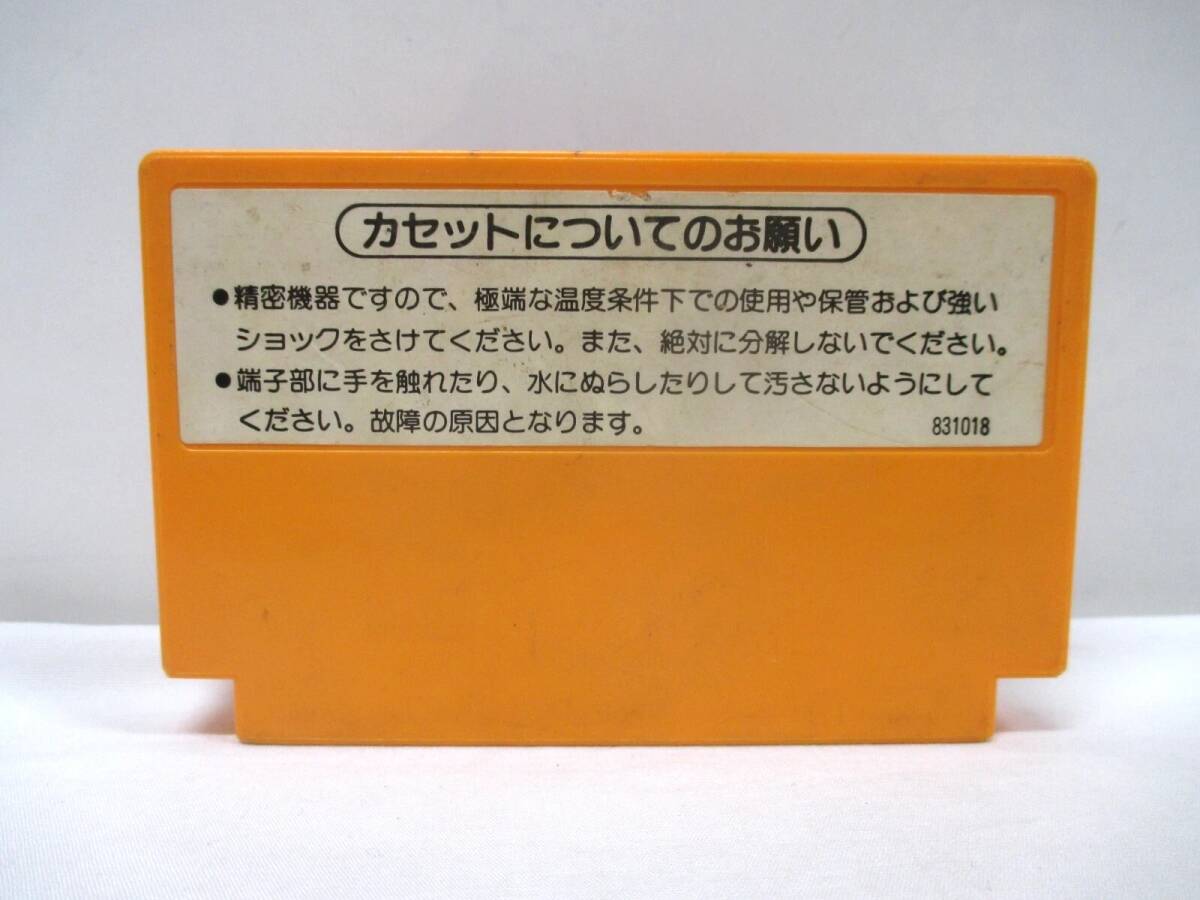 カセットについてのお願い
●精密機器ですので、極端な温度条件下での使用や保管および強い
ショックをさけてください。また、絶対に分解しないでください。
●端子部に手を触れたり、水にぬらしたりして汚さないようにして
ください。故障の原因となります。
831018